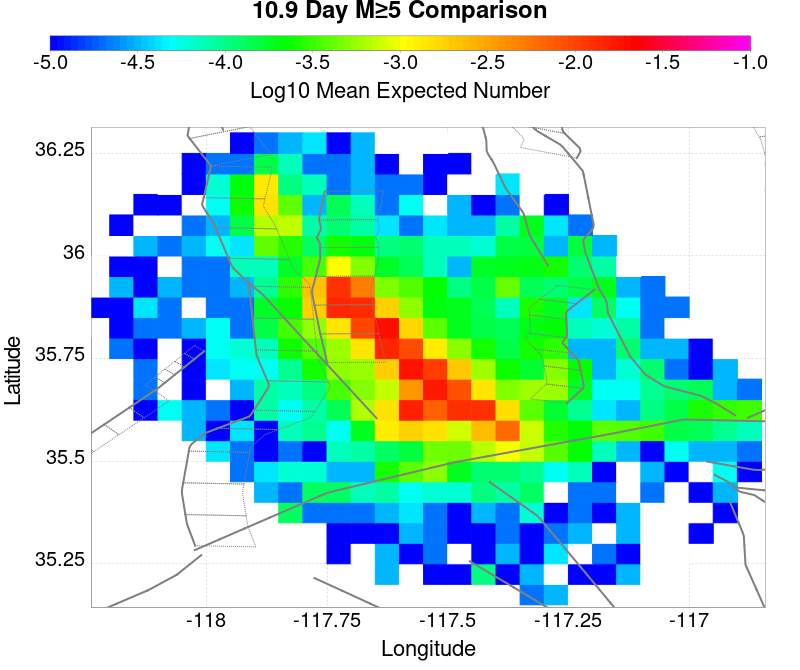 10.9 Day M≥5 Comparison
-5.0 -4.5 -4.0 -3.5 -3.0 -2.5 -2.0 -1.5 -1.0
Log10 Mean Expected Number
36.25
36
35.75
35.5
35.25
Latitude
-118 -117.75 -117.5 -117.25 -117
Longitude